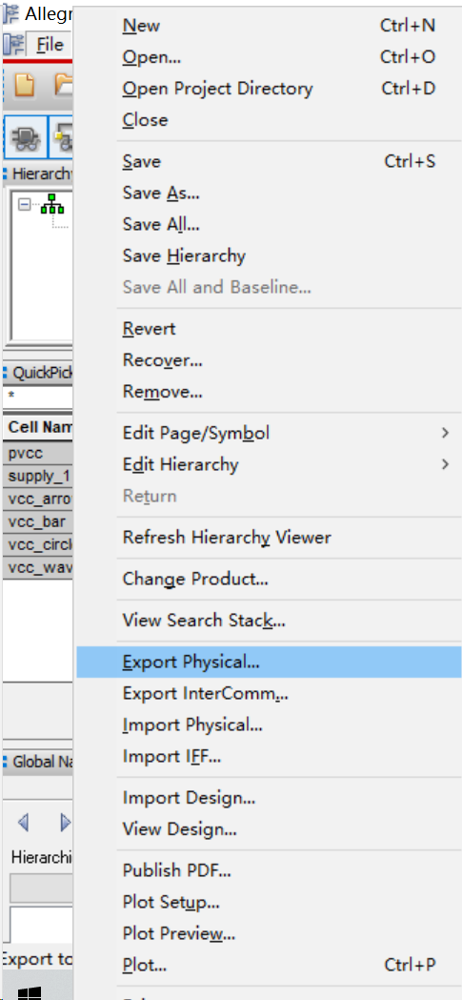 Allegr
File
New Ctrl+N
Open... Ctrl+O
Open Project Directory Ctrl+D
Close
Save Ctrl+S
Save As...
Save All...
Save Hierarchy
Save All and Baseline...
Revert
Recover...
Remove...
Edit Page/Symbol
Edit Hierarchy
Return
Refresh Hierarchy Viewer
Change Product...
View Search Stack...
Export Physical...
Export InterComm...
Import Physical...
Import IFF...
Import Design...
View Design...
Publish PDF...
Plot Setup...
Plot Preview...
Plot... Ctrl+P
Hierarch
QuickPick
*
Cell Nam
pvcc
supply_1
vcc_arro
vcc_bar
vcc_circl
vcc_wav
Global Na
Hierarchi
Export to